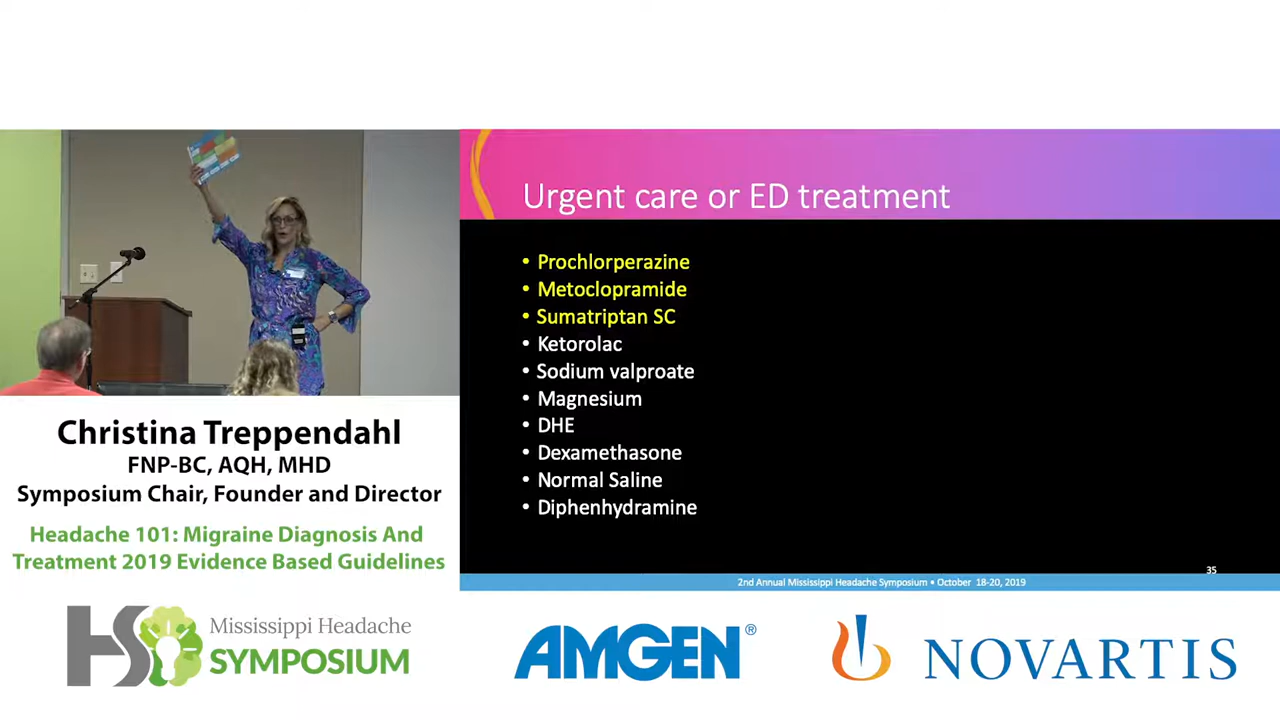 Urgent care or ED treatment
• Prochlorperazine
• Metoclopramide
• Sumatriptan SC
• Ketorolac
• Sodium valproate
• Magnesium
• DHE
• Dexamethasone
• Normal Saline
• Diphenhydramine
35
2nd Annual Mississippi Headache Symposium • October 18-20, 2019
Christina Treppendahl
FNP-BC, AQH, MHD
Symposium Chair, Founder and Director
Headache 101: Migraine Diagnosis And
Treatment 2019 Evidence Based Guidelines
HS
Mississippi Headache
SYMPOSIUM
AMGEN®
NOVARTIS